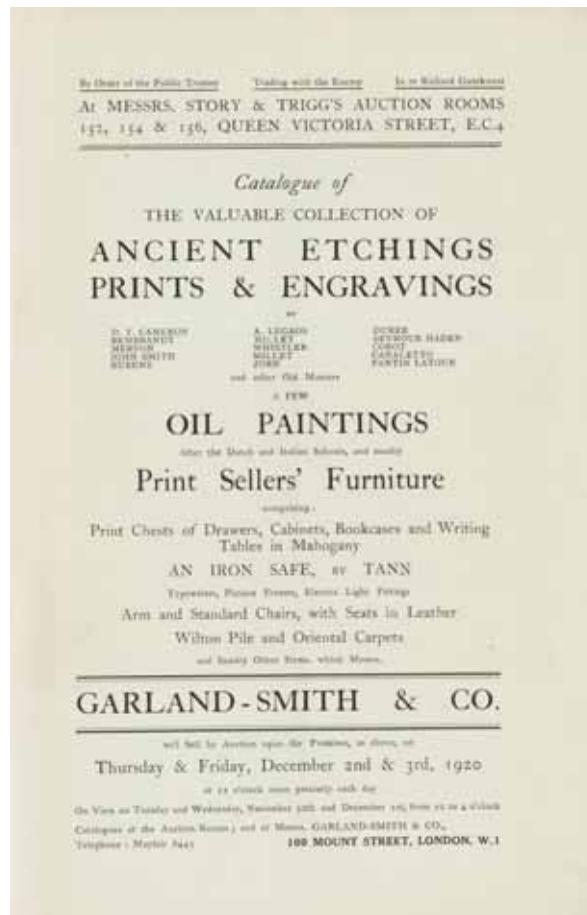 By Order of the Public Trustee Trading with the Enemy In re Richard Gutekunst
At MESSRS. STORY & TRIGG'S AUCTION ROOMS
152, 154 & 156, QUEEN VICTORIA STREET, E.C.4
Catalogue of
THE VALUABLE COLLECTION OF
ANCIENT ETCHINGS
PRINTS & ENGRAVINGS
BY
D. Y. CAMERON A. LEGROS DURER
REMBRANDT MILLET SEYMOUR HADEN
MERYON WHISTLER COROT
JOHN SMITH MILLET CANALETTO
RUBENS ZORN FANTIN LATOUR
and other Old Masters
A FEW
OIL PAINTINGS
After the Dutch and Italian Schools, and sundry
Print Sellers' Furniture
comprising:
Print Chests of Drawers, Cabinets, Bookcases and Writing
Tables in Mahogany
AN IRON SAFE, BY TANN
Typewriter, Picture Frames, Electric Light Fittings
Arm and Standard Chairs, with Seats in Leather
Wilton Pile and Oriental Carpets
and Sundry Other Items, which Messrs.
GARLAND-SMITH & CO.
will Sell by Auction upon the Premises, as above, on
Thursday & Friday, December 2nd & 3rd, 1920
at 12 o'clock noon precisely each day
On View on Tuesday and Wednesday, November 30th and December 1st, from 10 to 4 o'clock
Catalogues at the Auction Rooms; and of Messrs. GARLAND-SMITH & CO.,
Telephone: Mayfair 6445 100 MOUNT STREET, LONDON, W.1